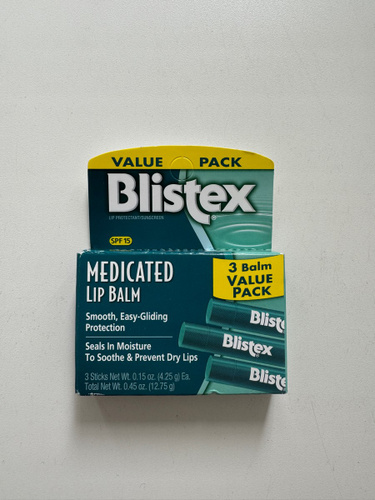 VALUE PACK
Blistex®
LIP PROTECTANT/SUNSCREEN
SPF 15
MEDICATED
LIP BALM
3 Balm
VALUE
PACK
Smooth, Easy-Gliding
Protection
Seals In Moisture
To Soothe & Prevent Dry Lips
3 Sticks Net Wt. 0.15 oz. (4.25 g) Ea.
Total Net Wt. 0.45 oz. (12.75 g)
Blist
Blistex
Blist